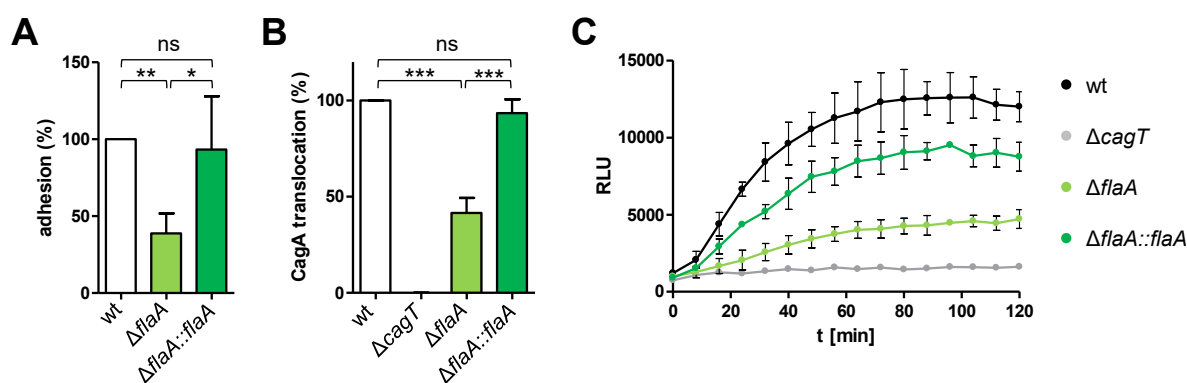 A
ns
** *
adhesion (%)
150
100
50
0
wt
ΔflaA
ΔflaA::flaA
B
ns
*** ***
CagA translocation (%)
100
50
0
wt
ΔcagT
ΔflaA
ΔflaA::flaA
C
RLU
15000
10000
5000
0
0 20 40 60 80 100 120
t [min]
wt
ΔcagT
ΔflaA
ΔflaA::flaA